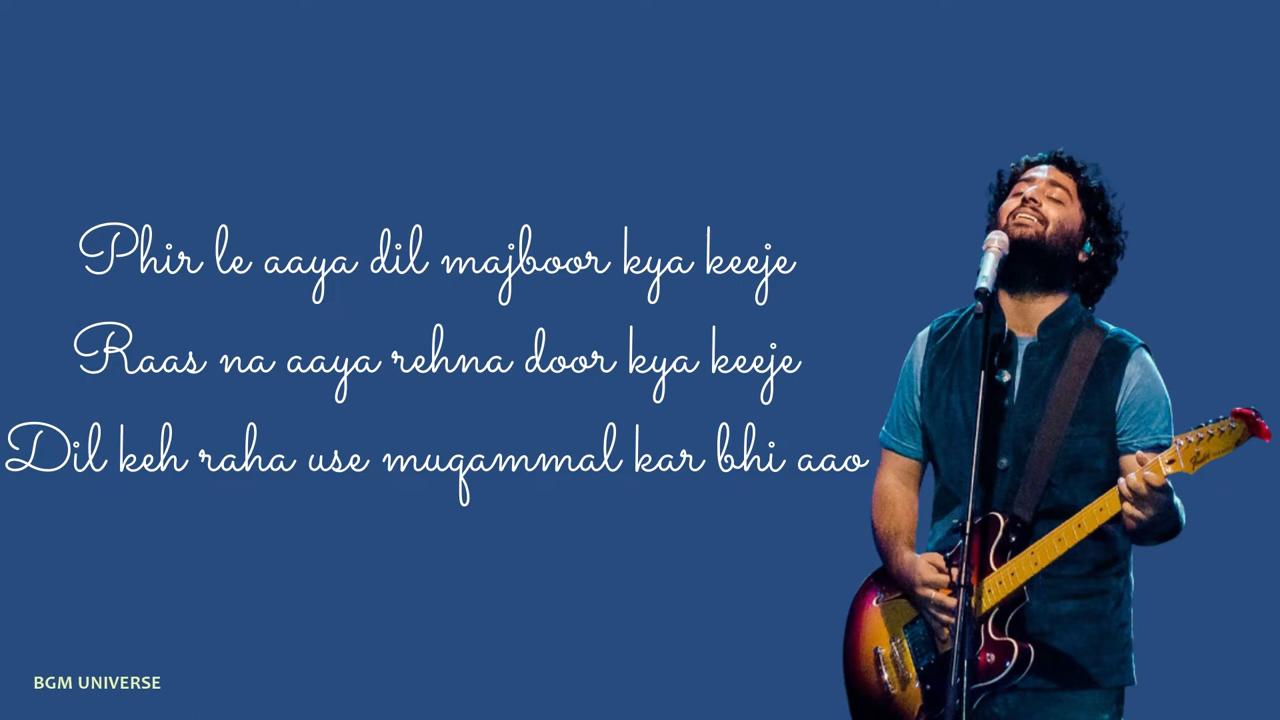 Phir le aaya dil majboor kya keeje
Raas na aaya rehna door kya keeje
Dil keh raha use muqammal kar bhi aao
Fender
BGM UNIVERSE